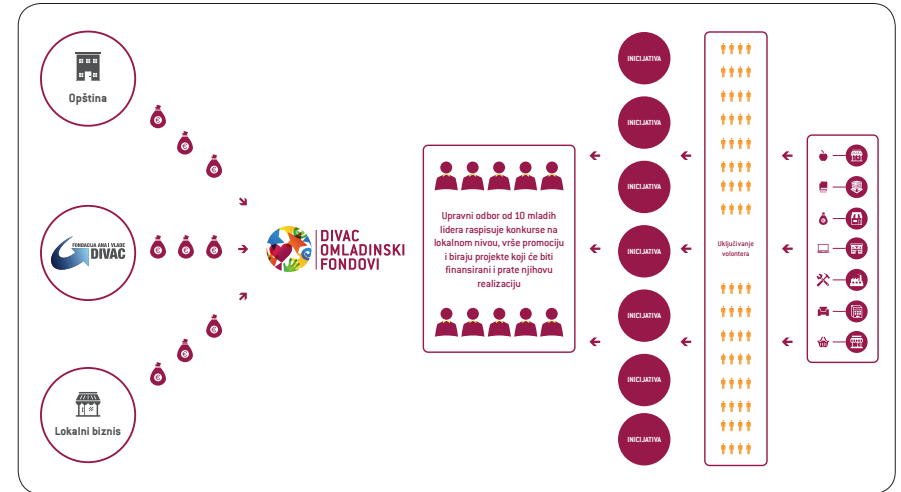 Opština
FONDACIJA ANE I VLADE
DIVAC
Lokalni biznis
DIVAC
OMLADINSKI
FONDOVI
Upravni odbor od 10 mladih
lidera raspisuje konkurse na
lokalnom nivou, vrše promociju
i biraju projekte koji će biti
finansirani i prate njihovu
realizaciju
INICIJATIVA
INICIJATIVA
INICIJATIVA
INICIJATIVA
INICIJATIVA
INICIJATIVA
INICIJATIVA
Uključivanje
volontera